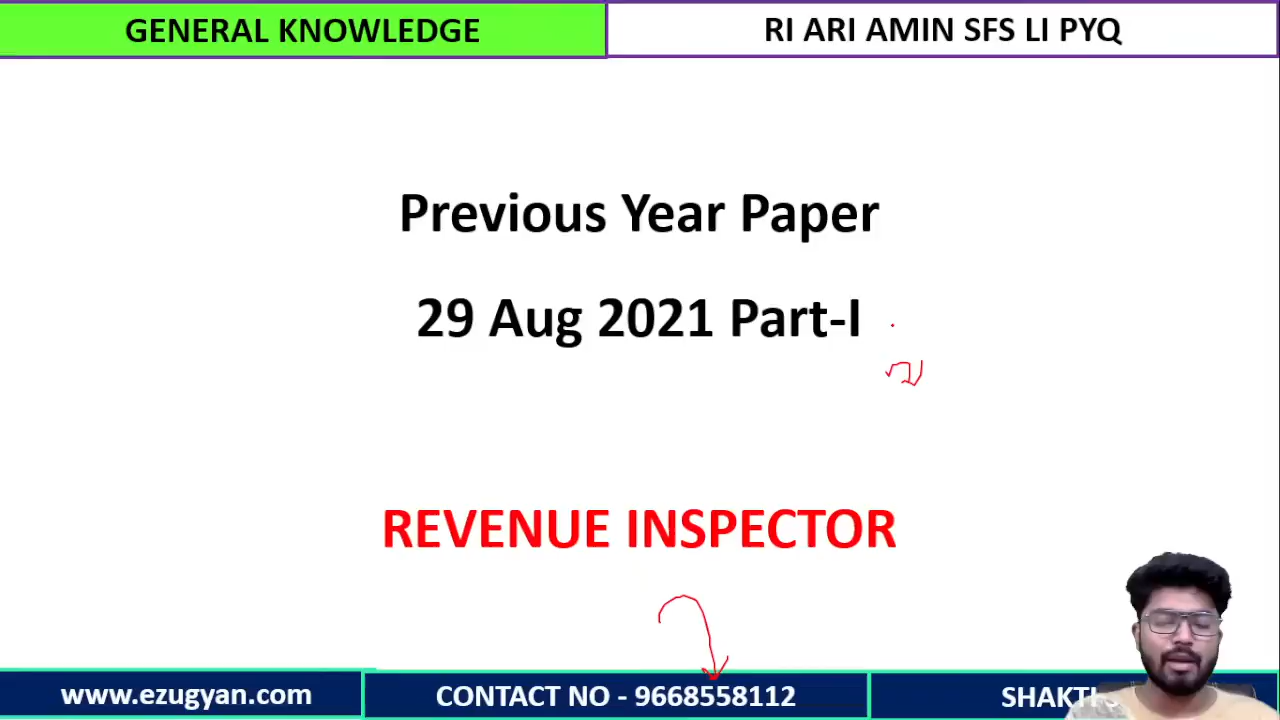 GENERAL KNOWLEDGE
RI ARI AMIN SFS LI PYQ
Previous Year Paper
29 Aug 2021 Part-I
REVENUE INSPECTOR
www.ezugyan.com
CONTACT NO - 9668558112
SHAKTI